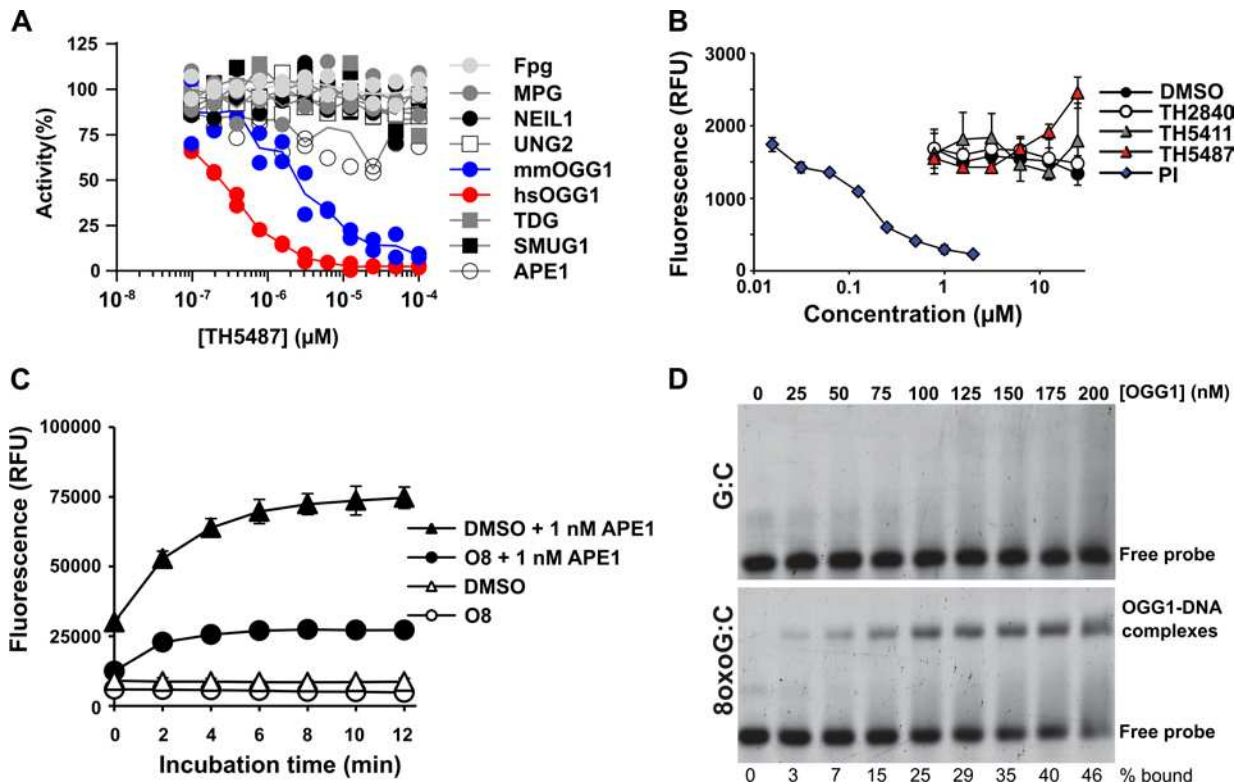 A
Activity(%)
125
100
75
50
25
0
10-8
10-7
10-6
10-5
10-4
[TH5487] (µM)
Fpg
MPG
NEIL1
UNG2
mmOGG1
hsOGG1
TDG
SMUG1
APE1
B
Fluorescence (RFU)
3000
2000
1000
0
0.01
0.1
1
10
Concentration (µM)
DMSO
TH2840
TH5411
TH5487
PI
C
Fluorescence (RFU)
100000
75000
50000
25000
0
0 2 4 6 8 10 12
Incubation time (min)
DMSO + 1 nM APE1
O8 + 1 nM APE1
DMSO
O8
D
0 25 50 75 100 125 150 175 200 [OGG1] (nM)
G:C
Free probe
8oxoG:C
OGG1-DNA
complexes
Free probe
0 3 7 15 25 29 35 40 46 % bound